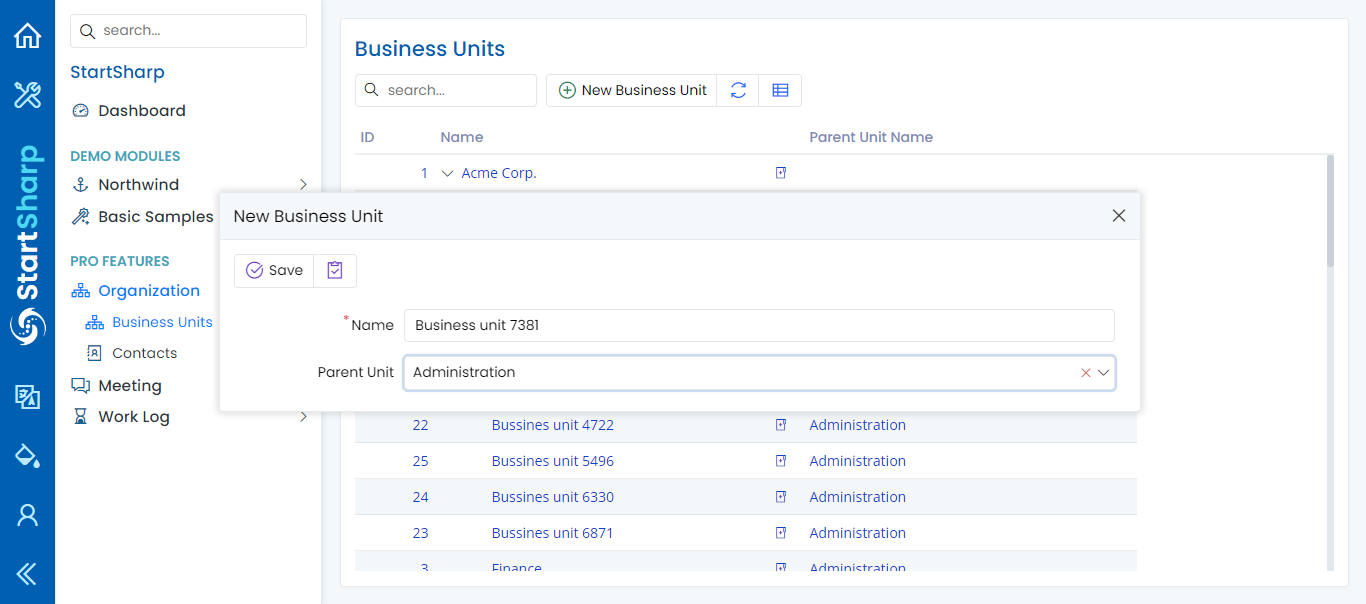 StartSharp
search...
StartSharp
Dashboard
DEMO MODULES
Northwind
Basic Samples
PRO FEATURES
Organization
Business Units
Contacts
Meeting
Work Log
Business Units
search...
New Business Unit
ID Name Parent Unit Name
1 Acme Corp.
New Business Unit
Save
* Name Business unit 7381
Parent Unit Administration
22 Bussines unit 4722 Administration
25 Bussines unit 5496 Administration
24 Bussines unit 6330 Administration
23 Bussines unit 6871 Administration
3 Finance Administration